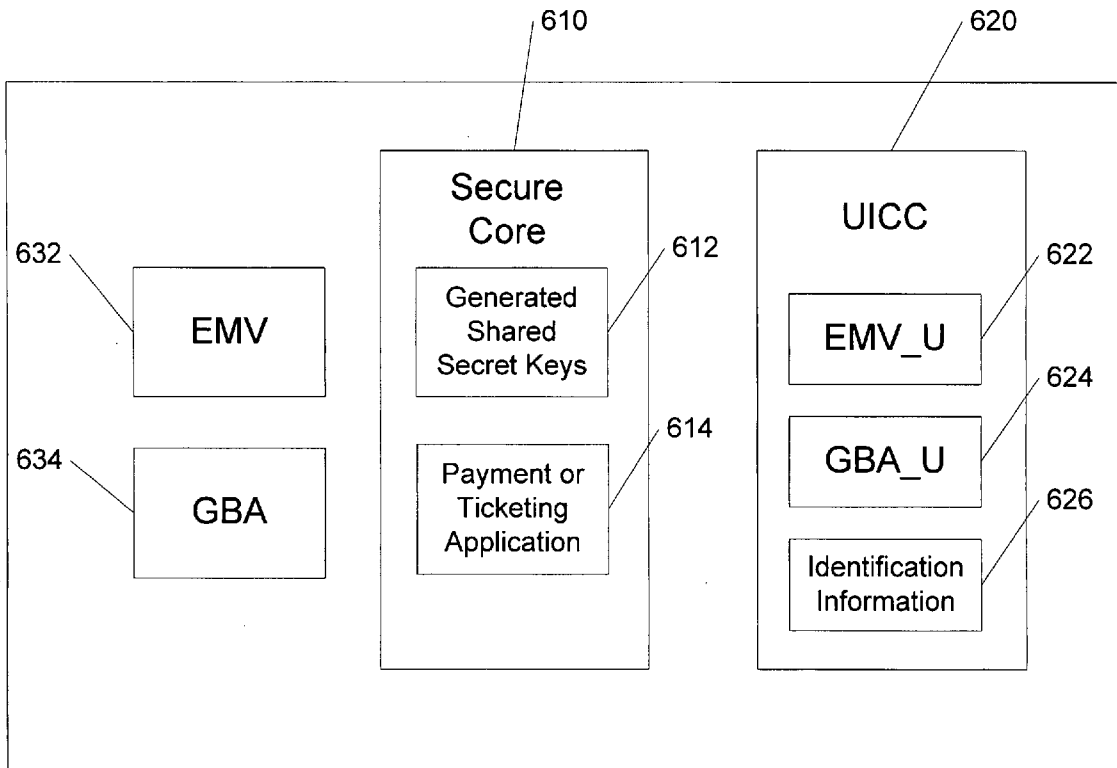 610
620
Secure
Core
UICC
632
612
622
EMV
Generated
Shared
Secret Keys
EMV_U
624
634
614
GBA_U
GBA
Payment or
Ticketing
Application
626
Identification
Information